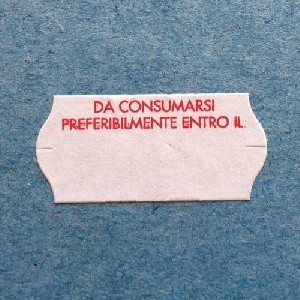 DA CONSUMARSI
PREFERIBILMENTE ENTRO IL.